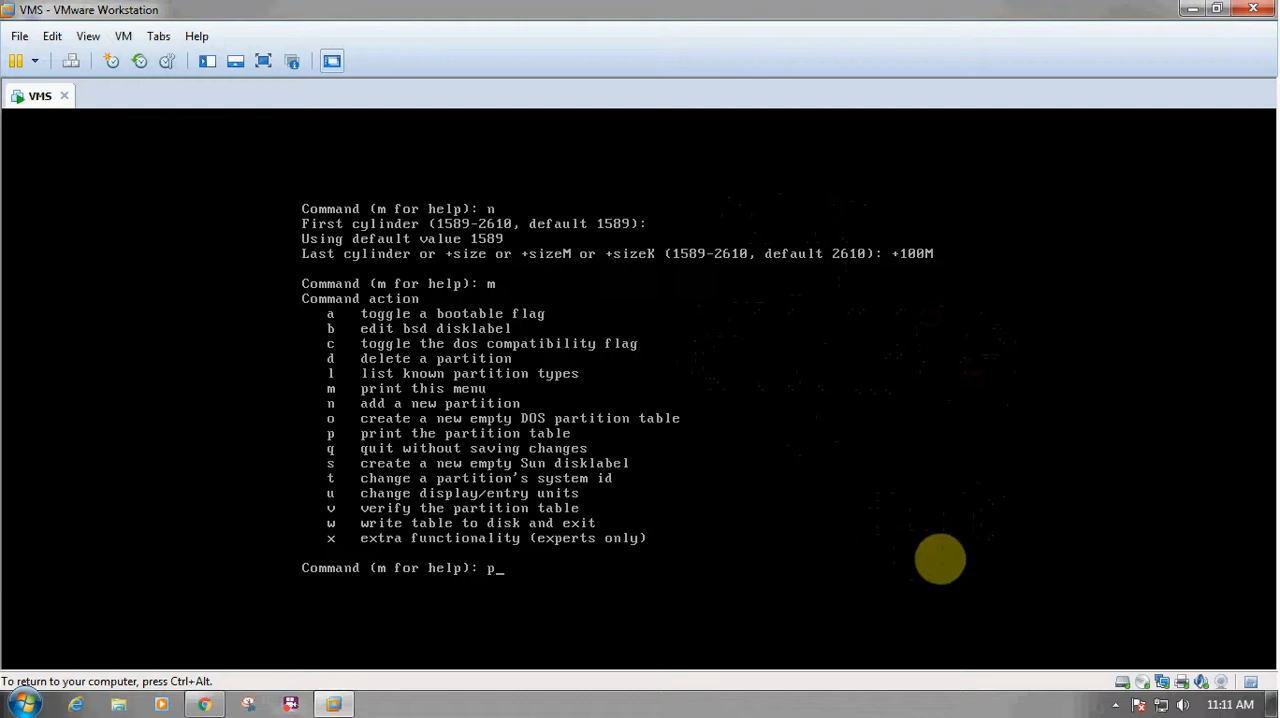 VMS - VMware Workstation
File Edit View VM Tabs Help
VMS
Command (m for help): n
First cylinder (1589-2610, default 1589):
Using default value 1589
Last cylinder or +size or +sizeM or +sizeK (1589-2610, default 2610): +100M
Command (m for help): m
Command action
a toggle a bootable flag
b edit bsd disklabel
c toggle the dos compatibility flag
d delete a partition
l list known partition types
m print this menu
n add a new partition
o create a new empty DOS partition table
p print the partition table
q quit without saving changes
s create a new empty Sun disklabel
t change a partition's system id
u change display/entry units
v verify the partition table
w write table to disk and exit
x extra functionality (experts only)
Command (m for help): p_
To return to your computer, press Ctrl+Alt.
11:11 AM